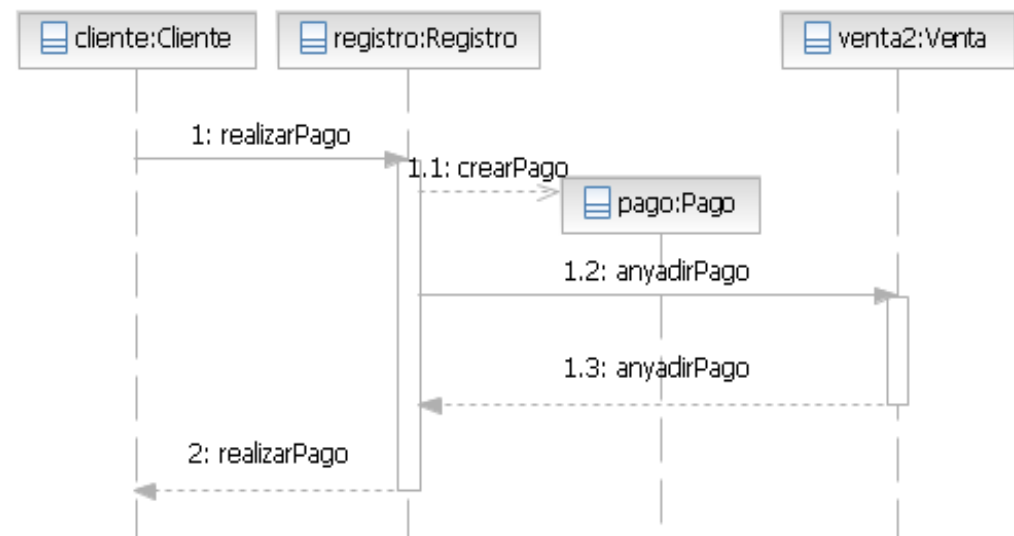 cliente:Cliente
registro:Registro
venta2:Venta
1: realizarPago
1.1: crearPago
pago:Pago
1.2: anyadirPago
1.3: anyadirPago
2: realizarPago